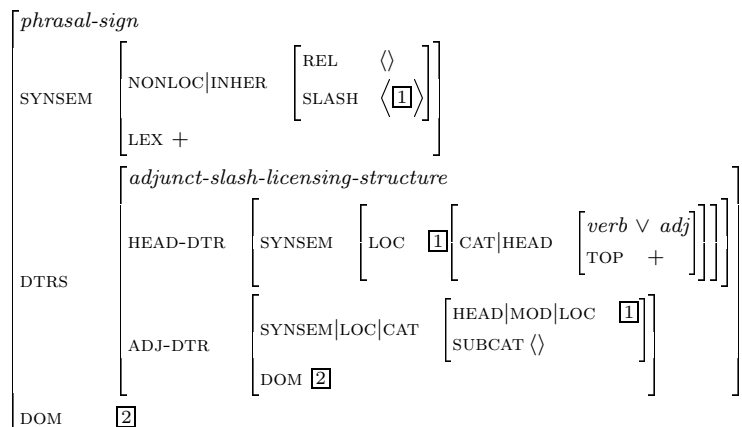 phrasal-sign
SYNSEM NONLOC|INHER REL ⟨⟩
SLASH ⟨1⟩
LEX +
DTRS adjunct-slash-licensing-structure
HEAD-DTR SYNSEM LOC 1 CAT|HEAD verb ∨ adj
TOP +
ADJ-DTR SYNSEM|LOC|CAT HEAD|MOD|LOC 1
SUBCAT ⟨⟩
DOM 2
DOM 2